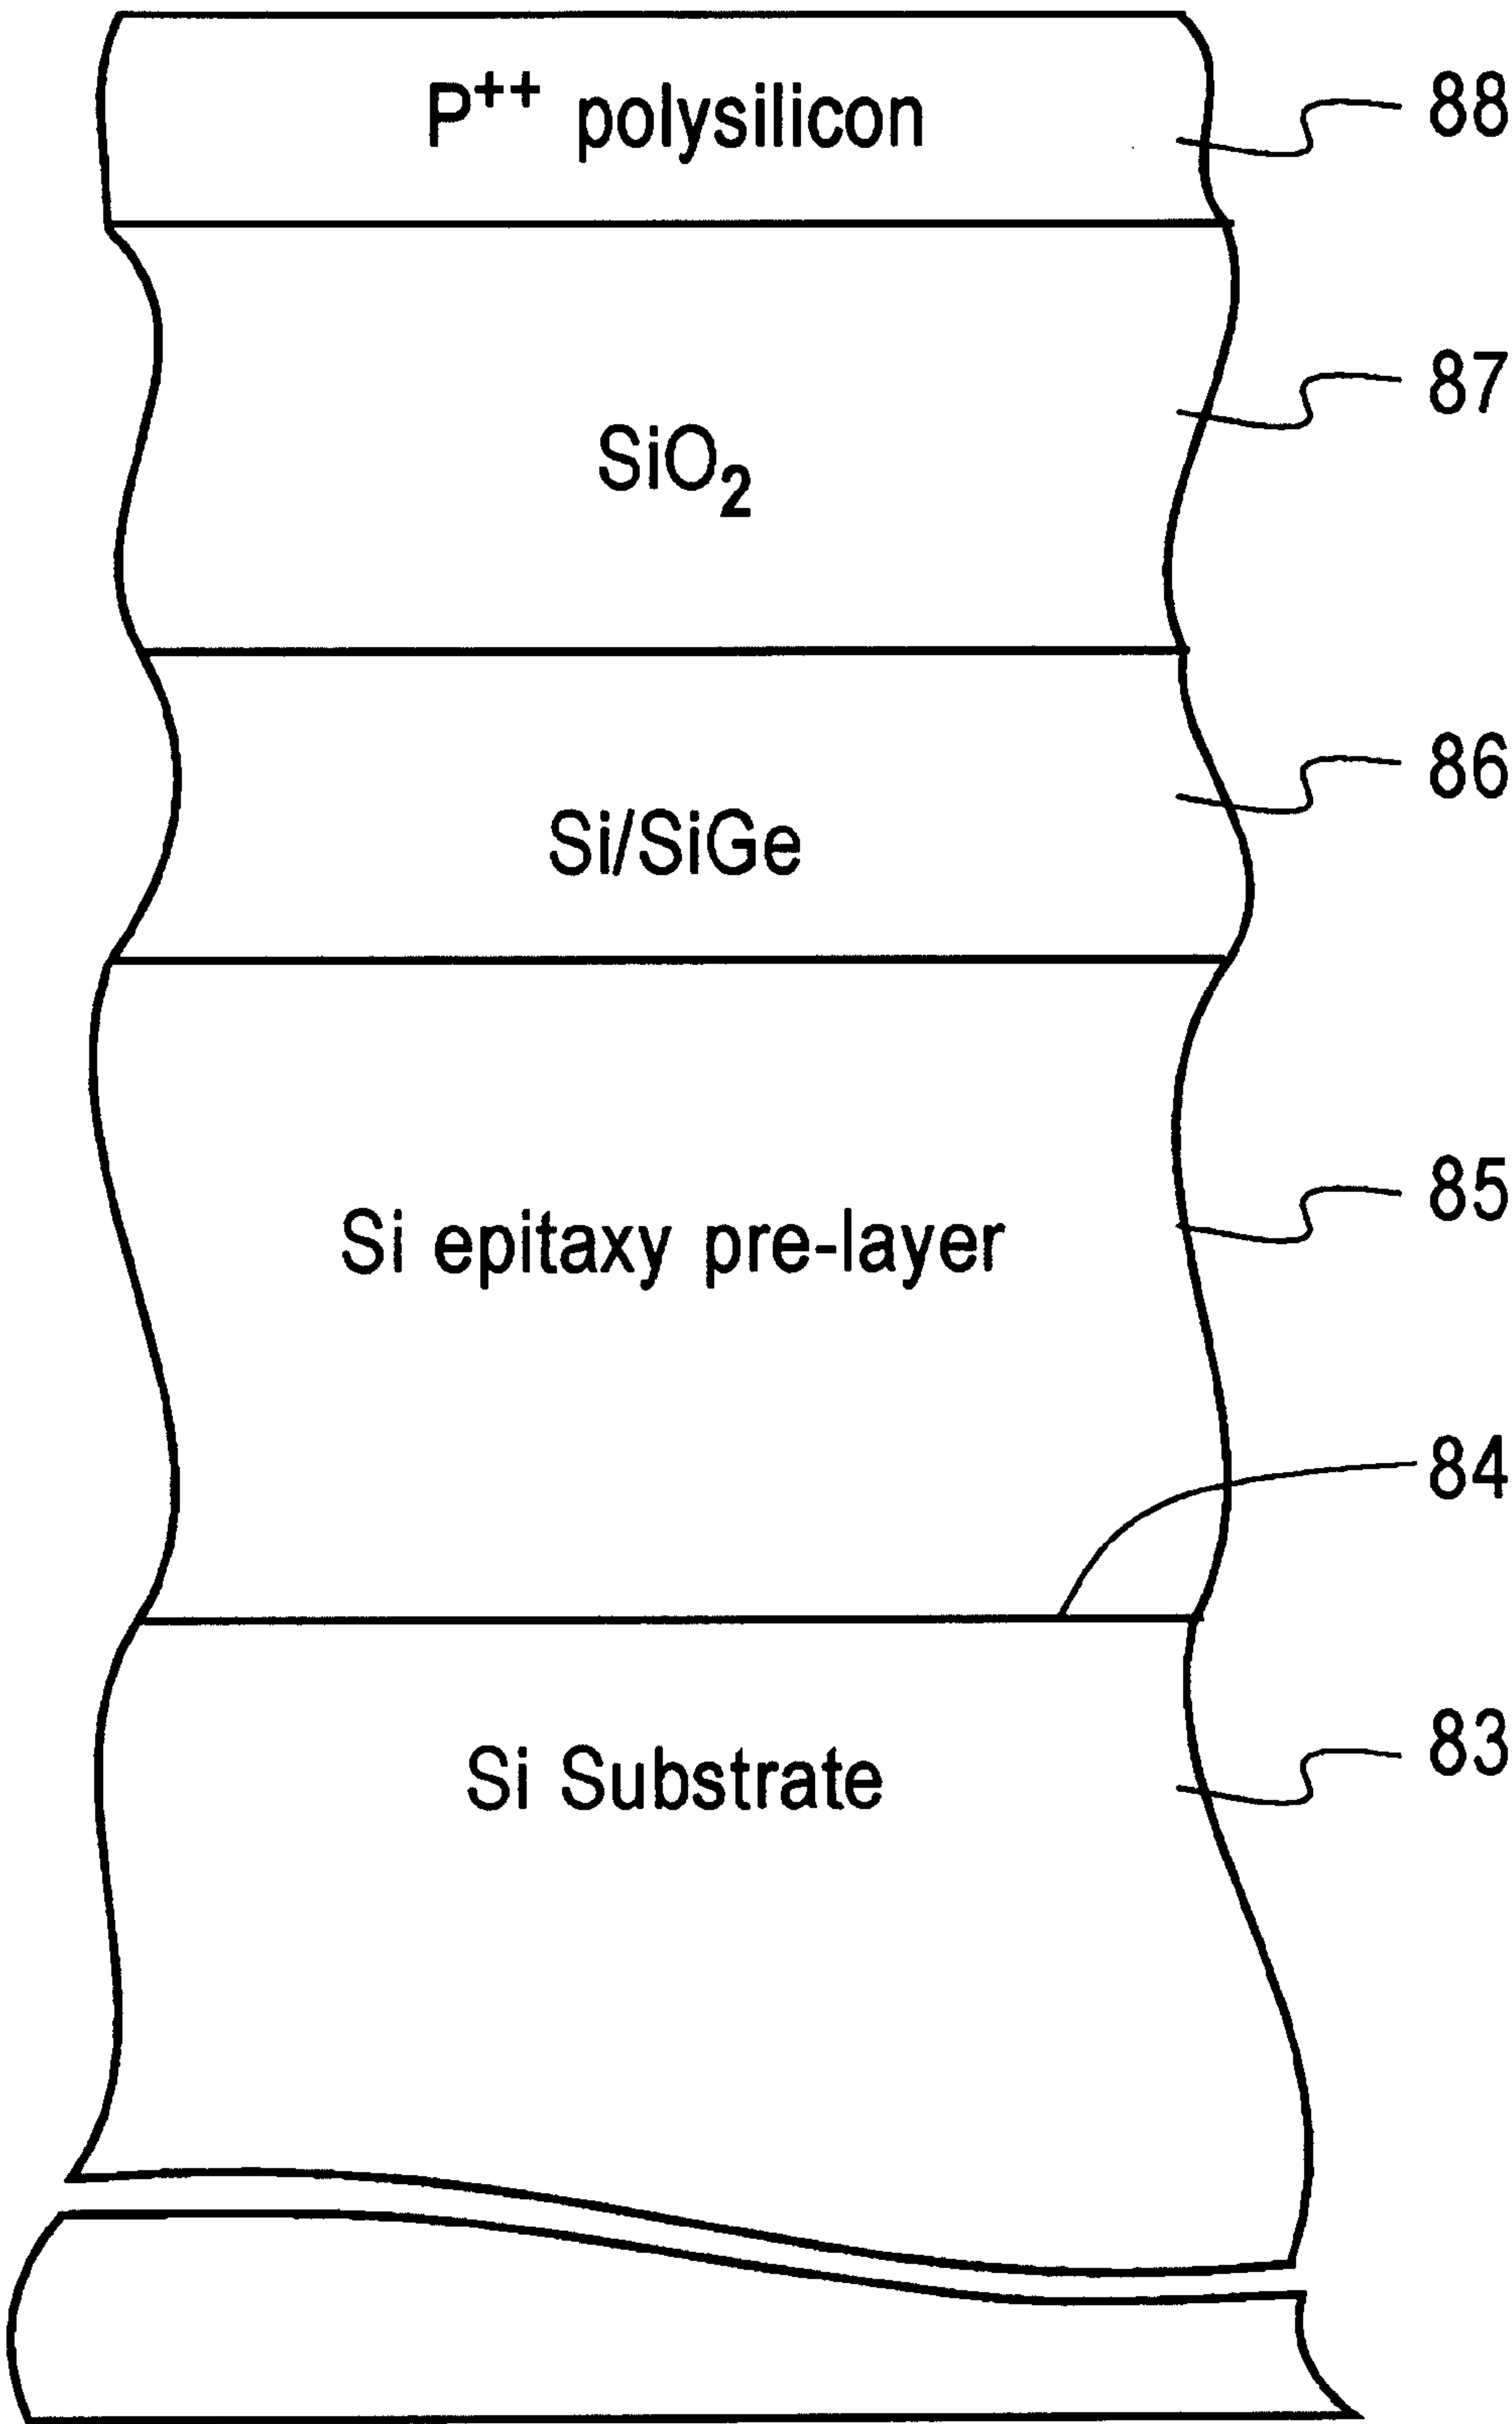 P++ polysilicon
88
87
SiO2
86
Si/SiGe
85
Si epitaxy pre-layer
84
83
Si Substrate